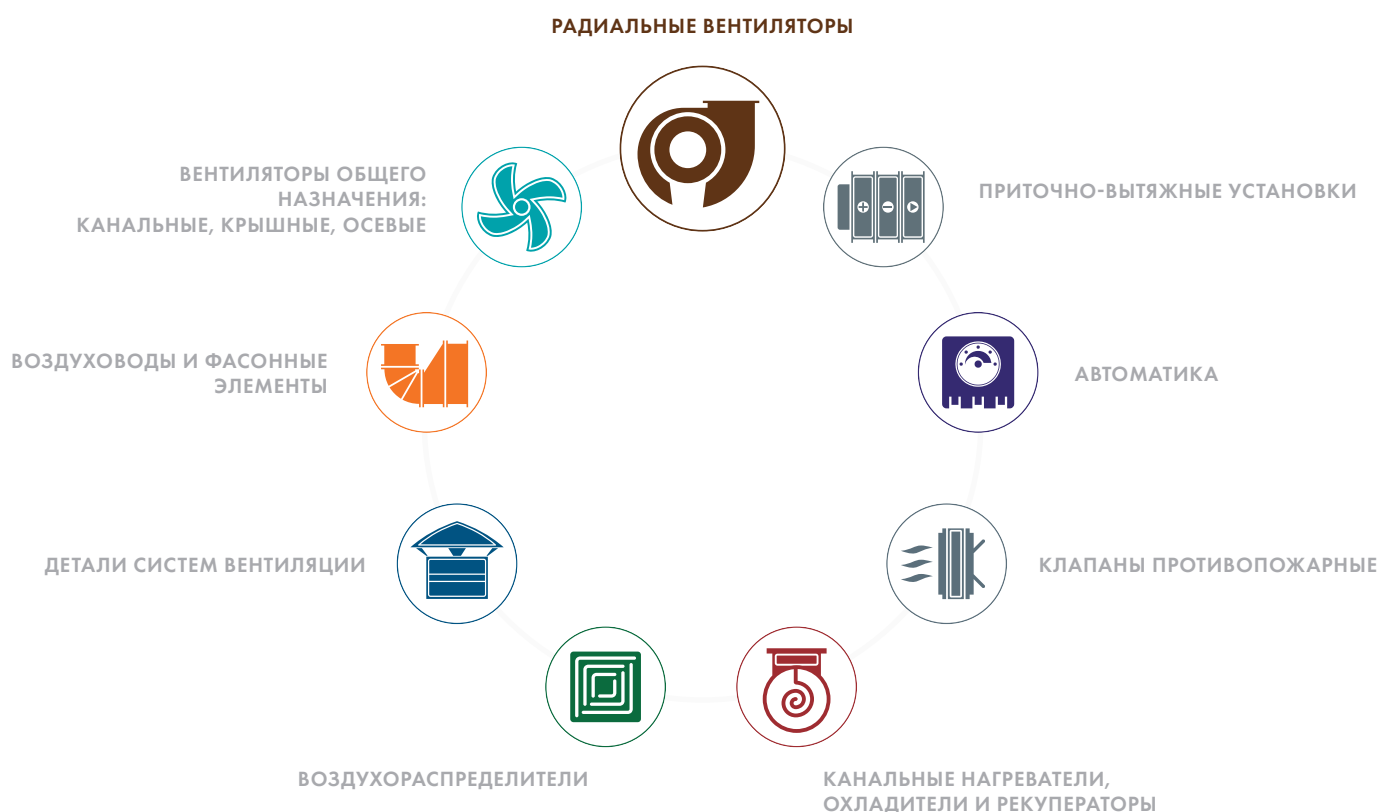 РАДИАЛЬНЫЕ ВЕНТИЛЯТОРЫ
ВЕНТИЛЯТОРЫ ОБЩЕГО
НАЗНАЧЕНИЯ:
КАНАЛЬНЫЕ, КРЫШНЫЕ, ОСЕВЫЕ
ПРИТОЧНО-ВЫТЯЖНЫЕ УСТАНОВКИ
ВОЗДУХОВОДЫ И ФАСОННЫЕ
ЭЛЕМЕНТЫ
АВТОМАТИКА
ДЕТАЛИ СИСТЕМ ВЕНТИЛЯЦИИ
КЛАПАНЫ ПРОТИВОПОЖАРНЫЕ
ВОЗДУХОРАСПРЕДЕЛИТЕЛИ
КАНАЛЬНЫЕ НАГРЕВАТЕЛИ,
ОХЛАДИТЕЛИ И РЕКУПЕРАТОРЫ